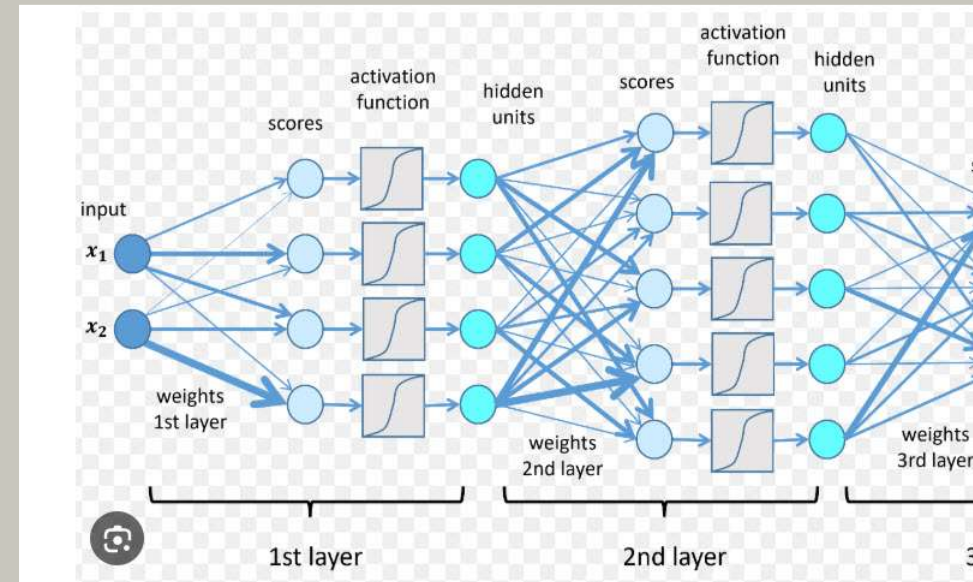 activation
function
hidden
units
scores
activation
function
hidden
units
scores
input
x₁
x₂
weights
1st layer
weights
2nd layer
weights
3rd layer
1st layer
2nd layer
3